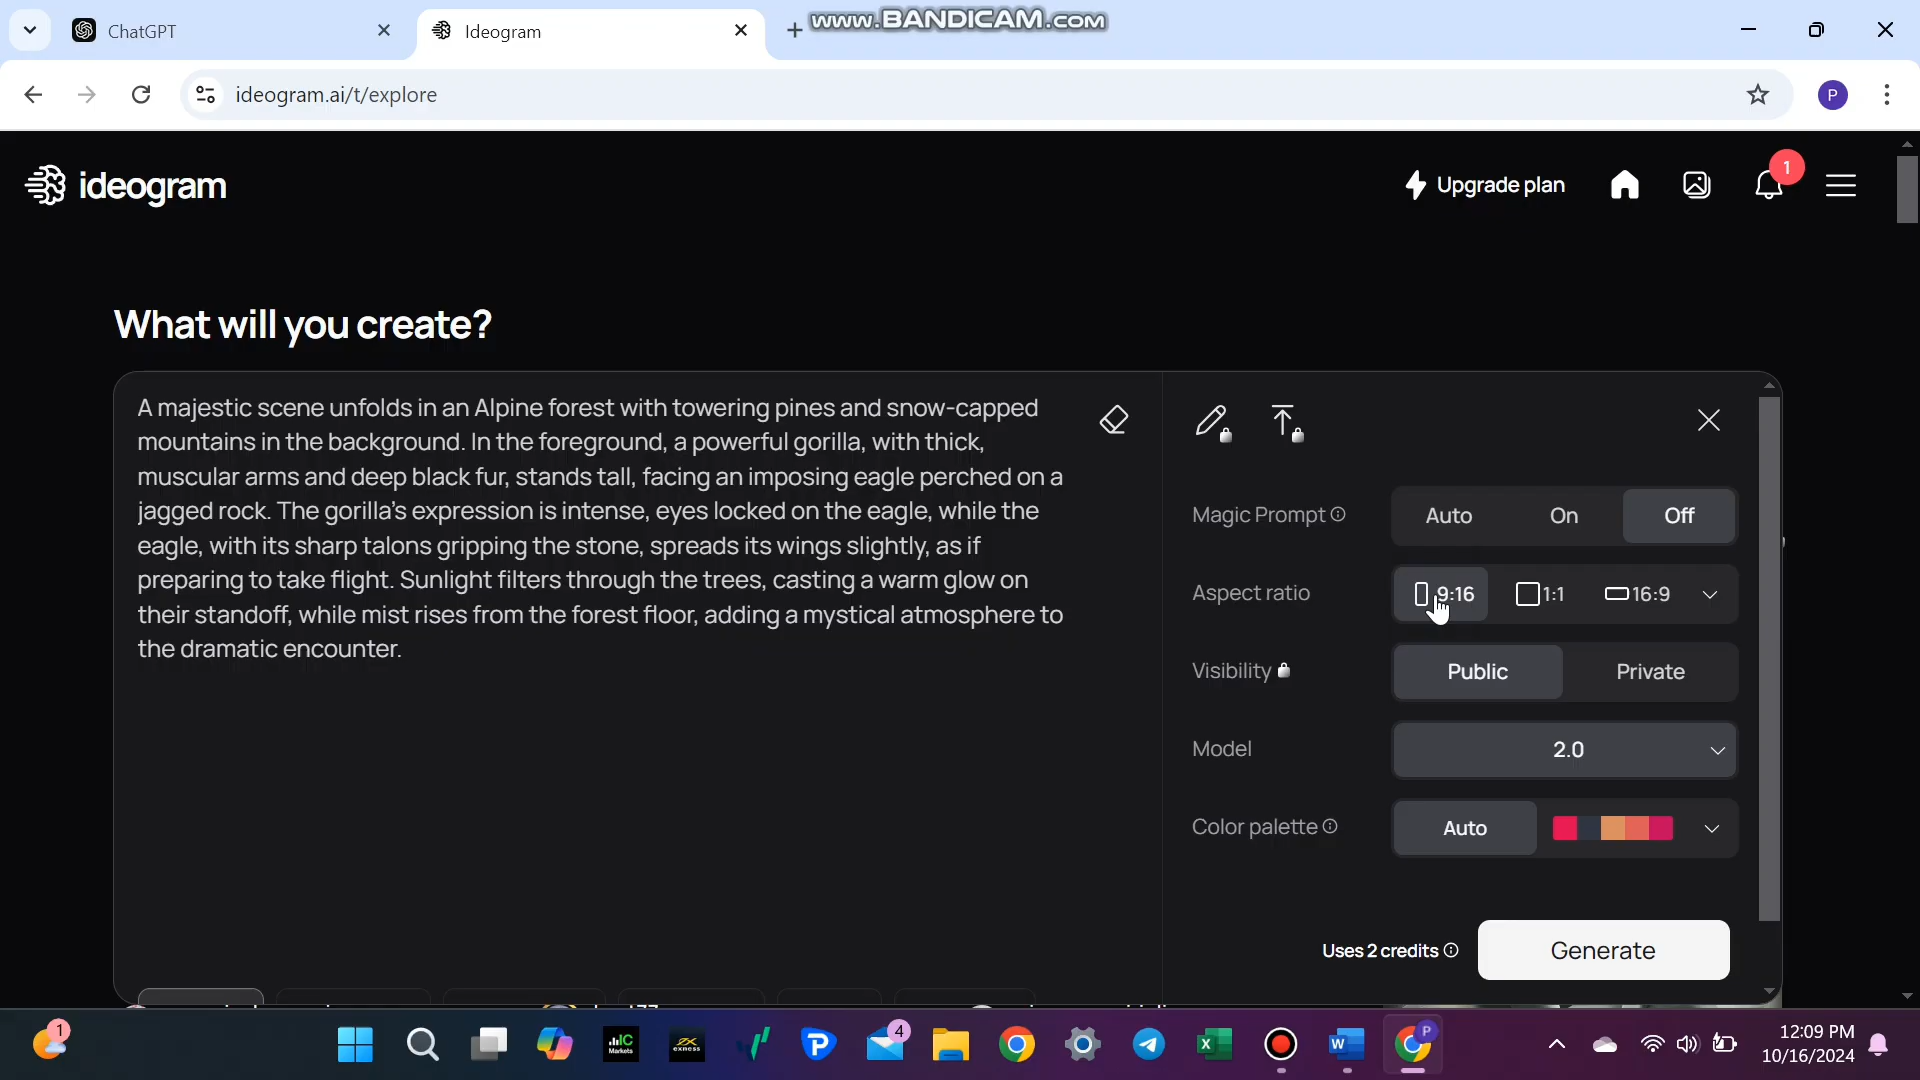 ChatGPT
Ideogram
www.BANDICAM.com
ideogram.ai/t/explore
P
ideogram
Upgrade plan
1
What will you create?
A majestic scene unfolds in an Alpine forest with towering pines and snow-capped
mountains in the background. In the foreground, a powerful gorilla, with thick,
muscular arms and deep black fur, stands tall, facing an imposing eagle perched on a
jagged rock. The gorilla's expression is intense, eyes locked on the eagle, while the
eagle, with its sharp talons gripping the stone, spreads its wings slightly, as if
preparing to take flight. Sunlight filters through the trees, casting a warm glow on
their standoff, while mist rises from the forest floor, adding a mystical atmosphere to
the dramatic encounter.
Magic Prompt
Auto
On
Off
Aspect ratio
9:16
1:1
16:9
Visibility
Public
Private
Model
2.0
Color palette
Auto
Uses 2 credits
Generate
1
IC
Markets
exness
4
X
W
P
12:09 PM
10/16/2024